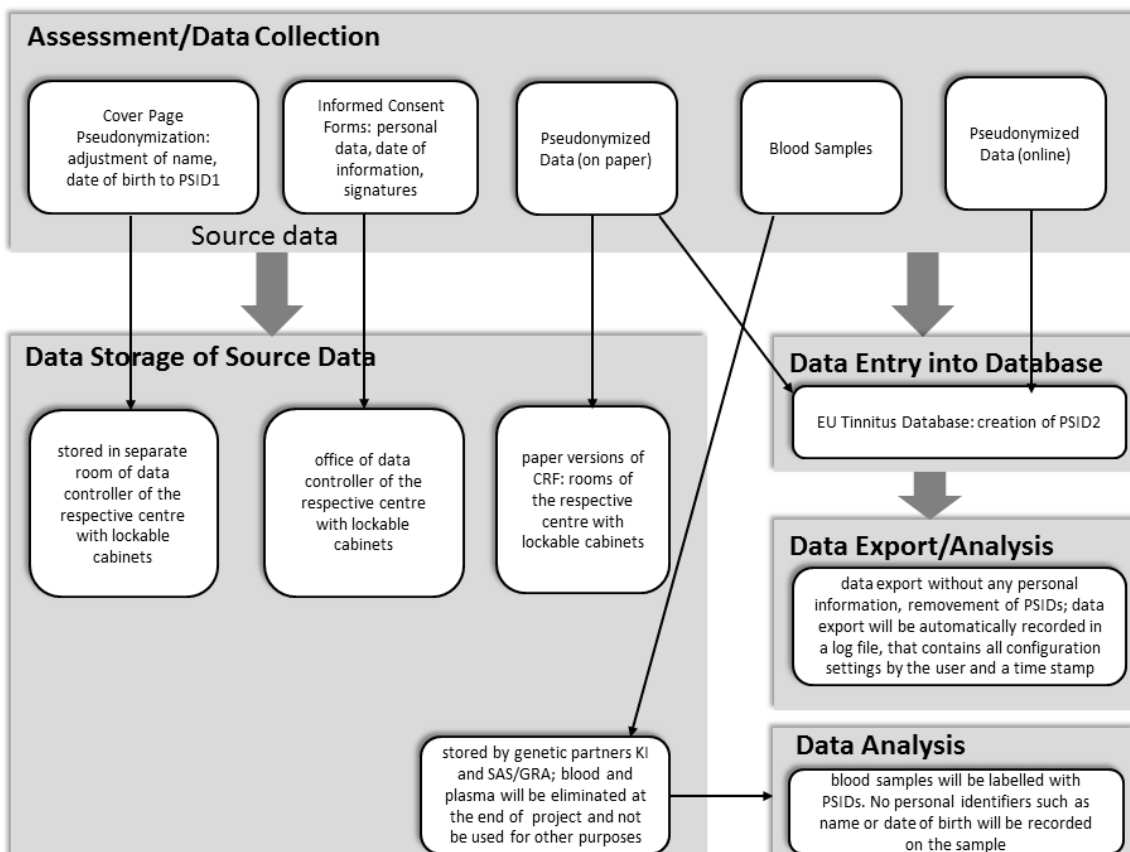 Assessment/Data Collection
Cover Page
Pseudonymization:
adjustment of name,
date of birth to PSID1
Informed Consent
Forms: personal
data, date of
information,
signatures
Pseudonymized
Data (on paper)
Blood Samples
Pseudonymized
Data (online)
Source data
Data Storage of Source Data
stored in separate
room of data
controller of the
respective centre
with lockable
cabinets
office of data
controller of the
respective centre
with lockable
cabinets
paper versions of
CRF: rooms of
the respective
centre with
lockable cabinets
stored by genetic partners KI
and SAS/GRA; blood and
plasma will be eliminated at
the end of project and not
be used for other purposes
Data Entry into Database
EU Tinnitus Database: creation of PSID2
Data Export/Analysis
data export without any personal
information, removement of PSIDs; data
export will be automatically recorded in
a log file, that contains all configuration
settings by the user and a time stamp
Data Analysis
blood samples will be labelled with
PSIDs. No personal identifiers such as
name or date of birth will be recorded
on the sample